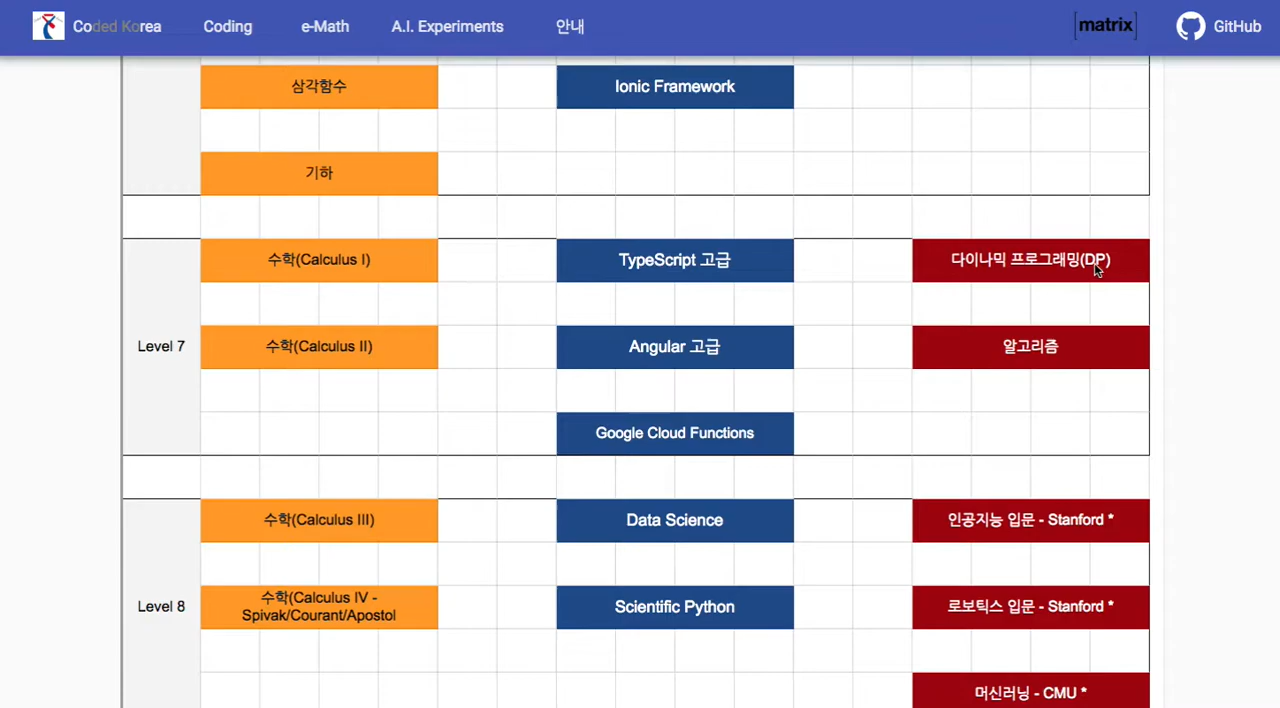 Coded Korea Coding e-Math A.I. Experiments 안내 matrix GitHub
삼각함수 Ionic Framework
기하
수학(Calculus I) TypeScript 고급 다이나믹 프로그래밍(DP)
Level 7 수학(Calculus II) Angular 고급 알고리즘
Google Cloud Functions
수학(Calculus III) Data Science 인공지능 입문 - Stanford *
Level 8 수학(Calculus IV -
Spivak/Courant/Apostol Scientific Python 로보틱스 입문 - Stanford *
머신러닝 - CMU *